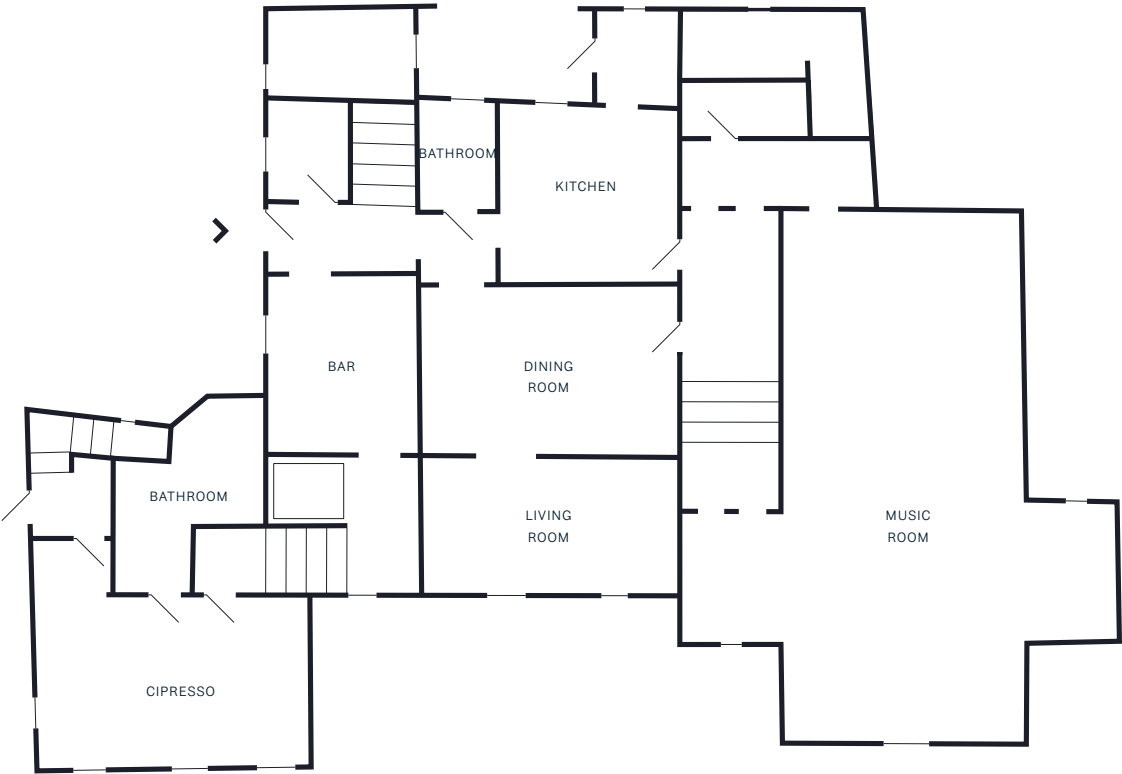 BATHROOM
KITCHEN
BAR
DINING
ROOM
BATHROOM
LIVING
ROOM
MUSIC
ROOM
CIPRESSO